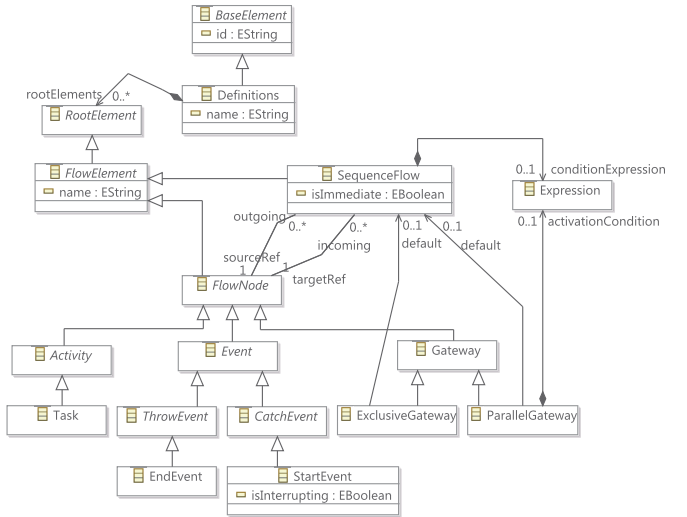 BaseElement
id : EString
rootElements
0..*
Definitions
name : EString
RootElement
FlowElement
name : EString
SequenceFlow
isImmediate : EBoolean
0..1
conditionExpression
Expression
0..1
activationCondition
outgoing
0..*
0..*
0..1
default
0..1
default
incoming
sourceRef
1
1
targetRef
FlowNode
Activity
Event
Gateway
Task
ThrowEvent
CatchEvent
ExclusiveGateway
ParallelGateway
EndEvent
StartEvent
isInterrupting : EBoolean